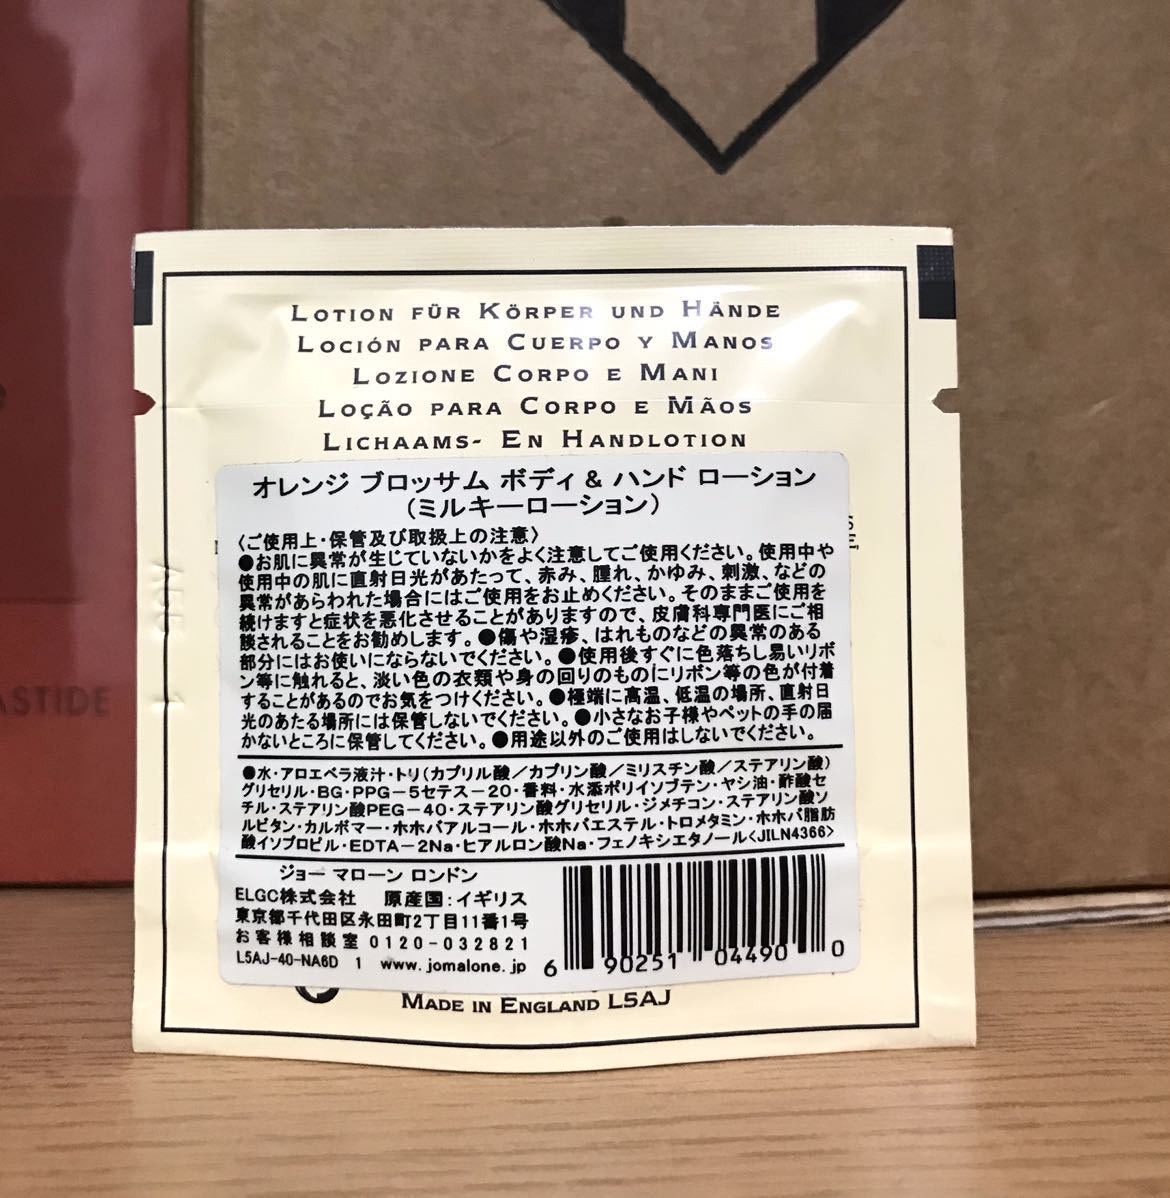 LOTION FÜR KÖRPER UND HÄNDE
LOCIÓN PARA CUERPO Y MANOS
LOZIONE CORPO E MANI
LOÇÃO PARA CORPO E MÃOS
LICHAAMS- EN HANDLOTION
オレンジ ブロッサム ボディ & ハンド ローション
(ミルキーローション)
〈ご使用上・保管及び取扱上の注意〉
●お肌に異常が生じていないかをよく注意してご使用ください。使用中や
使用中の肌に直射日光があたって、赤み、腫れ、かゆみ、刺激、などの
異常があらわれた場合にはご使用をお止めください。そのままご使用を
続けますと症状を悪化させることがありますので、皮膚科専門医にご相
談されることをお勧めします。●傷や湿疹、はれものなどの異常のある
部分にはお使いにならないでください。●使用後すぐに色落ちし易いリボ
ン等に触れると、淡い色の衣類や身の回りのものにリボン等の色が付着
することがあるのでお気をつけください。●極端に高温、低温の場所、直射日
光のあたる場所には保管しないでください。●小さなお子様やペットの手の届
かないところに保管してください。●用途以外のご使用はしないでください。
●水・アロエベラ液汁・トリ(カプリル酸/カプリン酸/ミリスチン酸/ステアリン酸)
グリセリル・BG・PPG-5セテス-20・香料・水添ポリイソブテン・ヤシ油・酢酸セ
チル・ステアリン酸PEG-40・ステアリン酸グリセリル・ジメチコン・ステアリン酸ソ
ルビタン・カルボマー・ホホバアルコール・ホホバエステル・トロメタミン・ホホバ脂肪
酸イソプロピル・EDTA-2Na・ヒアルロン酸Na・フェノキシエタノール<JILN4366>
ジョー マローン ロンドン
ELGC株式会社 原産国:イギリス
東京都千代田区永田町2丁目11番1号
お客様相談室 0120-032821
L5AJ-40-NA6D 1 www.jomalone.jp
6 90251 04490 0
MADE IN ENGLAND L5AJ
ASTIDE